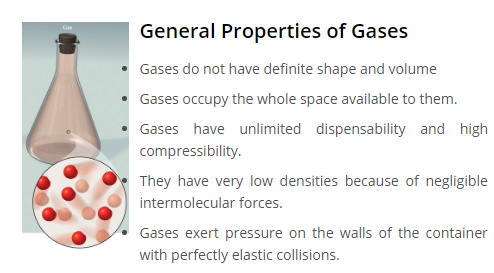 Gas
General Properties of Gases
Gases do not have definite shape and volume
Gases occupy the whole space available to them.
Gases have unlimited dispensability and high
compressibility.
They have very low densities because of negligible
intermolecular forces.
Gases exert pressure on the walls of the container
with perfectly elastic collisions.